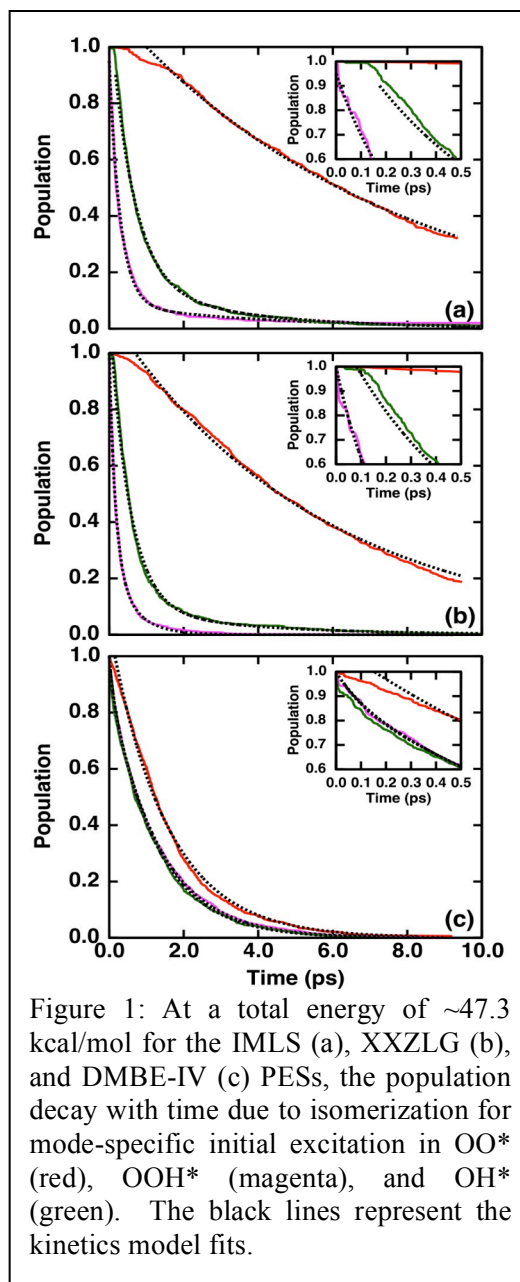 1.0
0.8
0.6
0.4
0.2
0.0
Population
1.0
0.9
0.8
0.7
0.6
Population
0.0 0.1 0.2 0.3 0.4 0.5
Time (ps)
(a)
1.0
0.8
0.6
0.4
0.2
0.0
Population
1.0
0.9
0.8
0.7
0.6
Population
0.0 0.1 0.2 0.3 0.4 0.5
Time (ps)
(b)
1.0
0.8
0.6
0.4
0.2
0.0
Population
1.0
0.9
0.8
0.7
0.6
Population
0.0 0.1 0.2 0.3 0.4 0.5
Time (ps)
(c)
0.0 2.0 4.0 6.0 8.0 10.0
Time (ps)
Figure 1: At a total energy of ~47.3
kcal/mol for the IMLS (a), XXZLG (b),
and DMBE-IV (c) PESs, the population
decay with time due to isomerization for
mode-specific initial excitation in OO*
(red), OOH* (magenta), and OH*
(green). The black lines represent the
kinetics model fits.